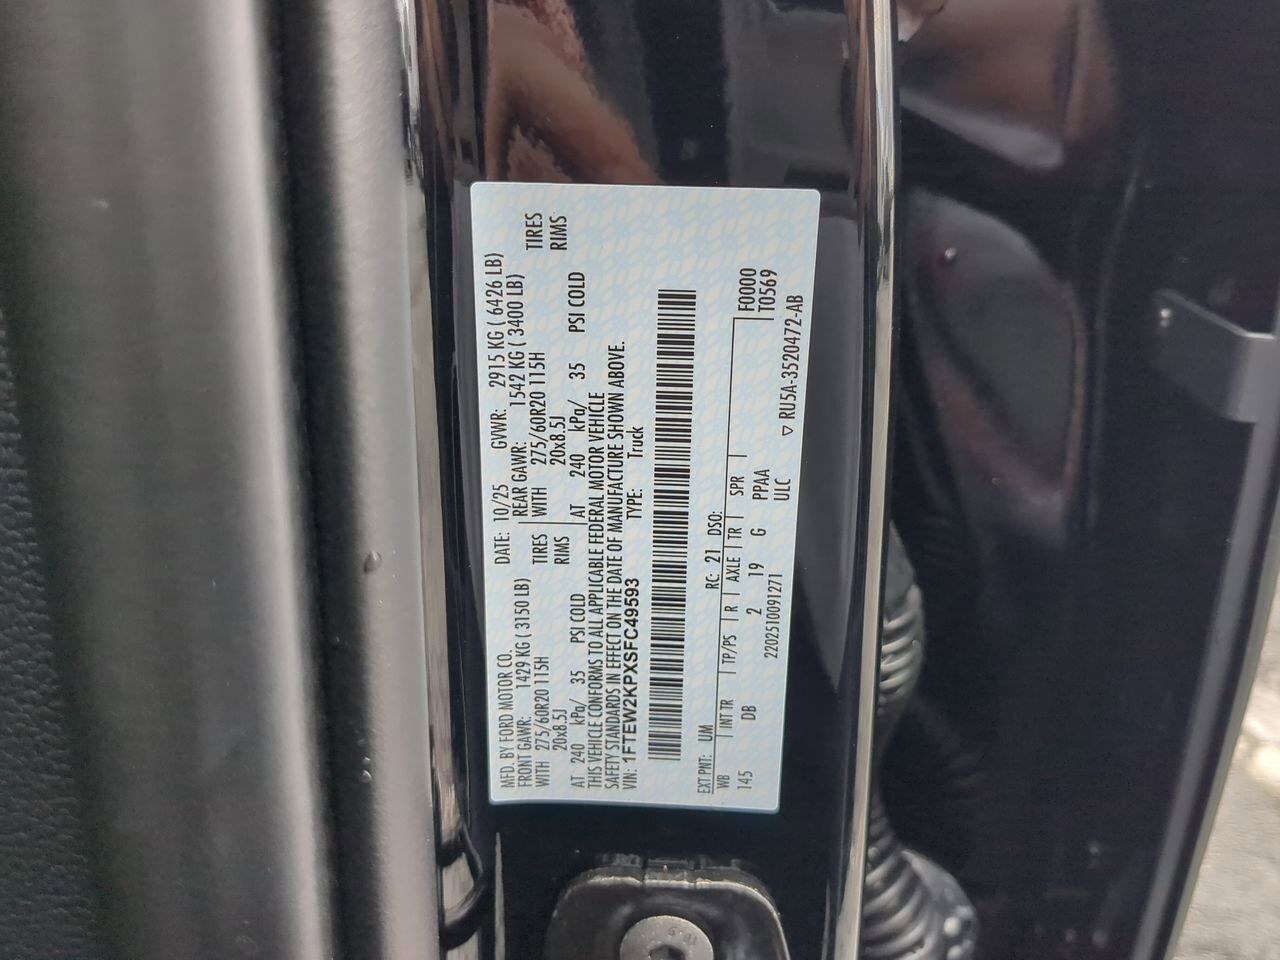 MFD. BY FORD MOTOR CO.
DATE: 10/25 GVWR: 2915 KG ( 6426 LB)
FRONT GAWR: 1429 KG ( 3150 LB) REAR GAWR: 1542 KG ( 3400 LB)
WITH 275/60R20 115H TIRES WITH 275/60R20 115H TIRES
20x8.5J RIMS 20x8.5J RIMS
AT 240 kPa/ 35 PSI COLD AT 240 kPa/ 35 PSI COLD
THIS VEHICLE CONFORMS TO ALL APPLICABLE FEDERAL MOTOR VEHICLE
SAFETY STANDARDS IN EFFECT ON THE DATE OF MANUFACTURE SHOWN ABOVE.
VIN: 1FTEW2KPXSFC49593 TYPE: Truck
EXT PNT: UM RC: 21 DSO:
WB INT TR TP/PS R AXLE TR SPR F0000
145 DB 2 19 G PPAA T0569
2202510091271 ULC
▽ RU5A-3520472-AB